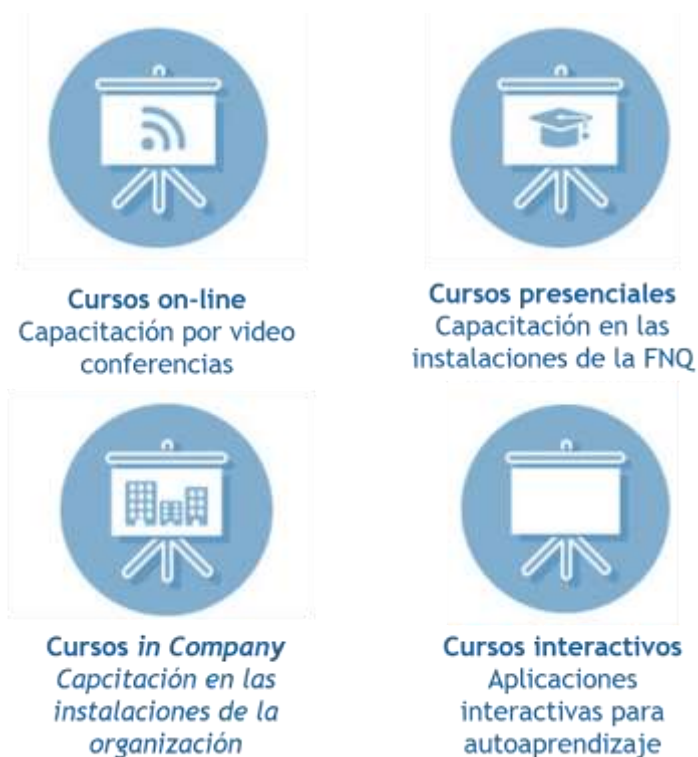 Cursos on-line
Capacitación por video
conferencias
Cursos presenciales
Capacitación en las
instalaciones de la FNQ
Cursos in Company
Capcitación en las
instalaciones de la
organización
Cursos interactivos
Aplicaciones
interactivas para
autoaprendizaje